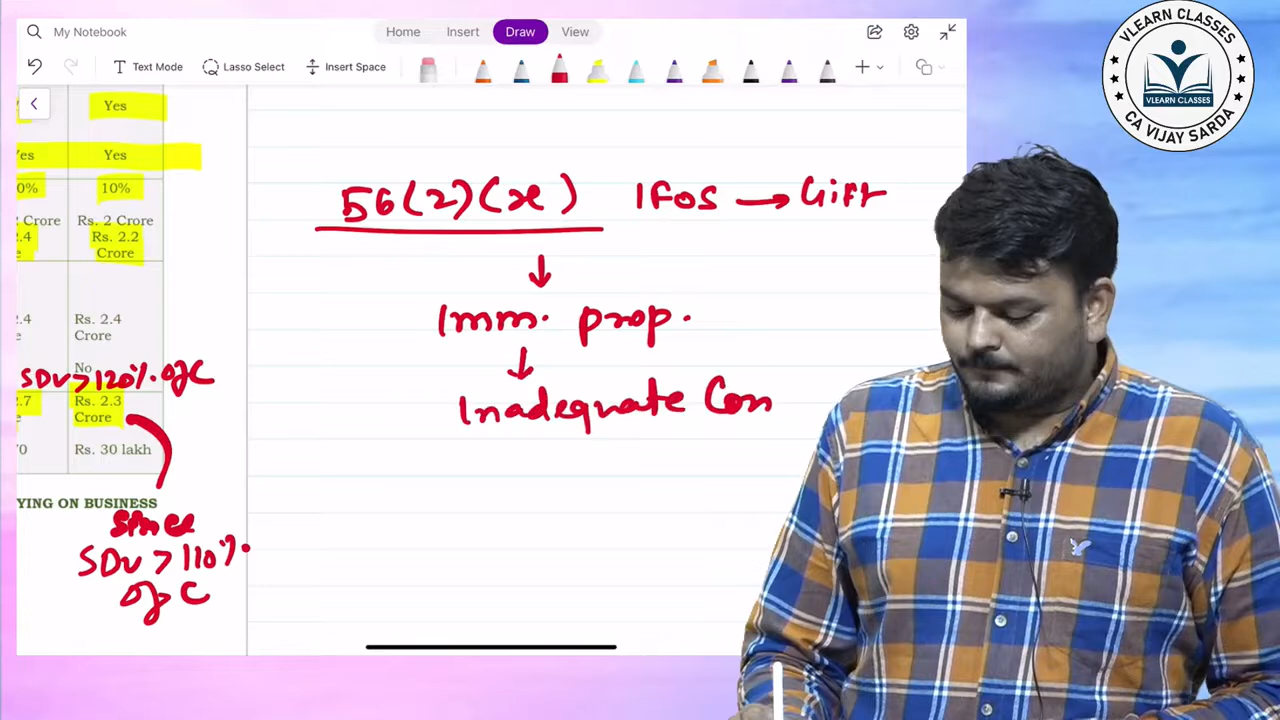 My Notebook
Home Insert Draw View
Text Mode Lasso Select Insert Space
Yes
Yes
10%
Crore Rs. 2 Crore
Rs. 2.2
Crore
Rs. 2.4
Crore
No
SDV > 120% of C
Rs. 2.3
Crore
Rs. 30 lakh
YING ON BUSINESS
Since
SDV > 110%
of C
56(2)(x) IFOS → Gift
↓
Imm. prop.
↓
Inadequate Con
VLEARN CLASSES
VLEARN CLASSES
CA VIJAY SARDA